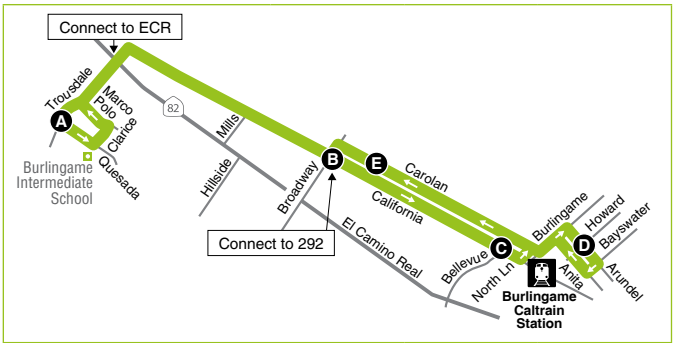 Connect to ECR
Trousdale
Marco
Polo
82
A
Clarice
Mills
Burlingame
Intermediate
School
Quesada
Hillside
B
E
Carolan
Broadway
California
Connect to 292
El Camino Real
Burlingame
Howard
Bayswater
C
D
Bellevue
North Ln
Anita
Arundel
Burlingame
Caltrain
Station